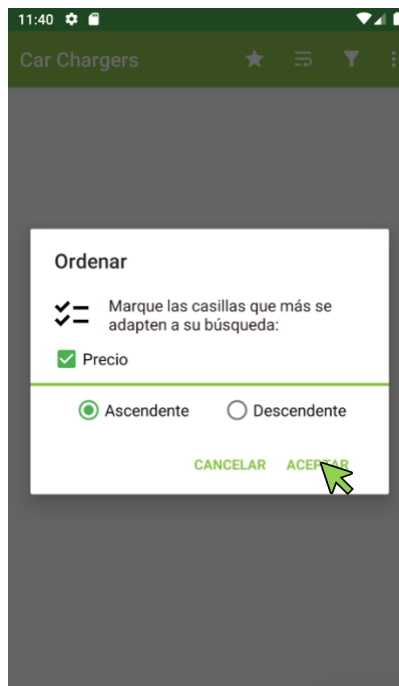 11:40
Car Chargers
Ordenar
Marque las casillas que más se
adapten a su búsqueda:
Precio
Ascendente Descendente
CANCELAR ACEPTAR